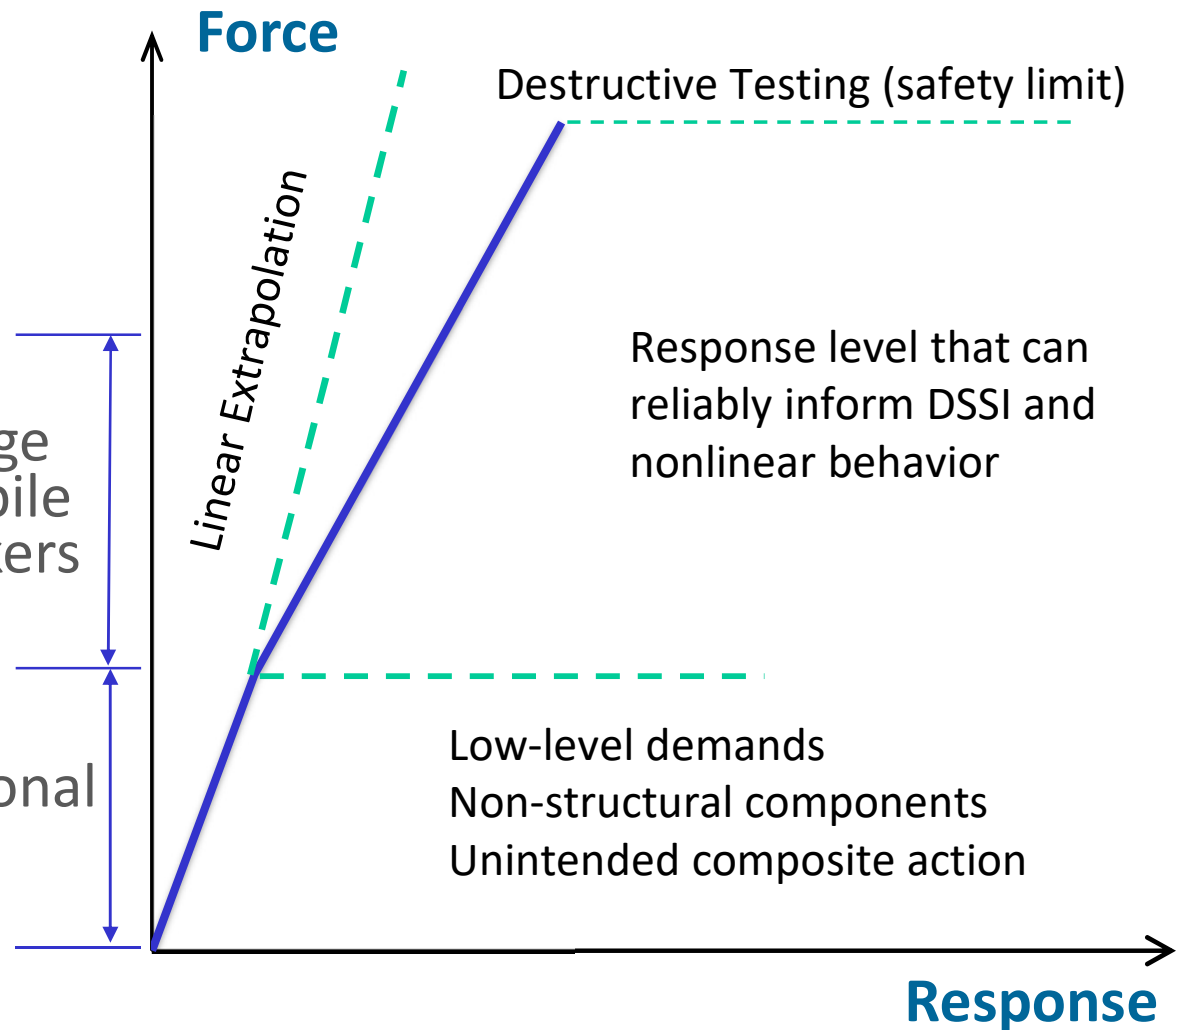 Force
Destructive Testing (safety limit)
Linear Extrapolation
Response level that can
reliably inform DSSI and
nonlinear behavior
Low-level demands
Non-structural components
Unintended composite action
Response